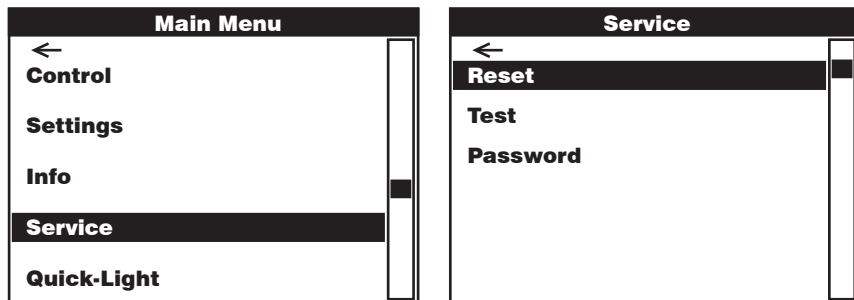 Main Menu
←
Control
Settings
Info
Service
Quick-Light
Service
←
Reset
Test
Password